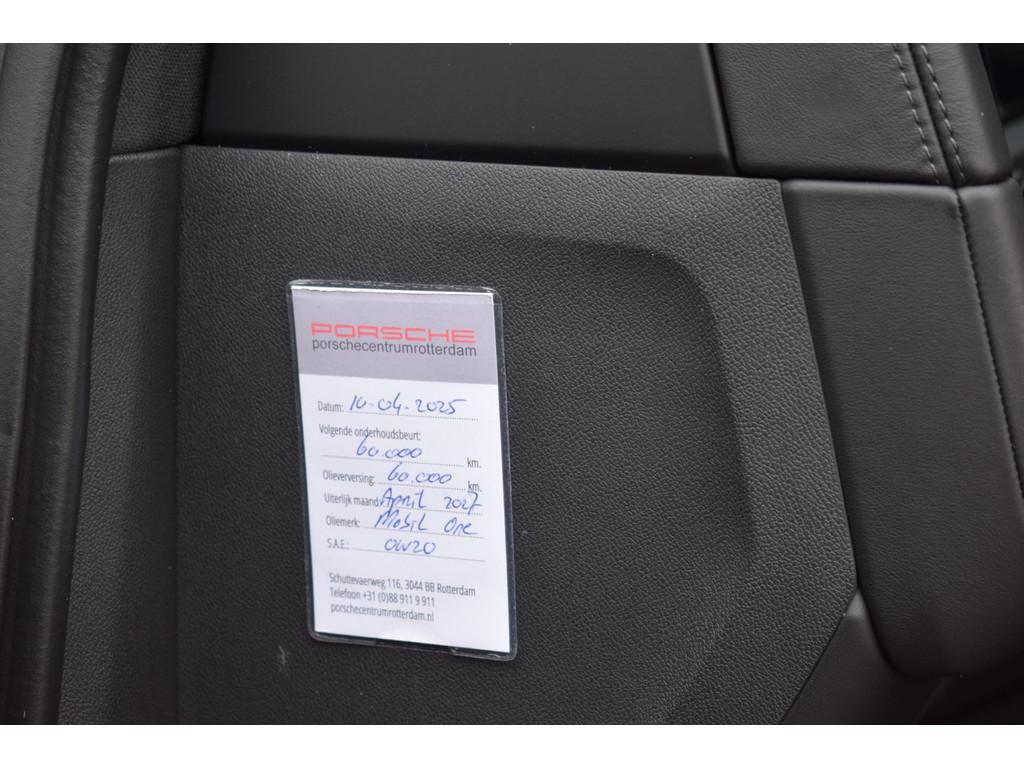 PORSCHE
porschecentrumrotterdam
Datum: 10-04-2025
Volgende onderhoudsbeurt:
60.000 km.
Olieverversing: 60.000 km.
Uiterlijk maand: April 2027
Oliemerk: Mobil One
S.A.E.: 0W20
Schuttevaerweg 116, 3044 BB Rotterdam
Telefoon +31 (0)88 911 9 911
porschecentrumrotterdam.nl